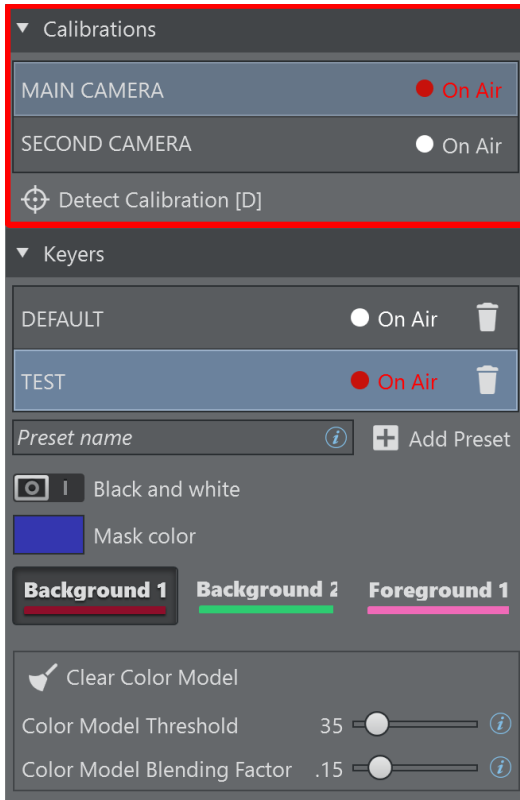 Calibrations
MAIN CAMERA On Air
SECOND CAMERA On Air
Detect Calibration [D]
Keyers
DEFAULT On Air
TEST On Air
Preset name i Add Preset
Black and white
Mask color
Background 1 Background 2 Foreground 1
Clear Color Model
Color Model Threshold 35 i
Color Model Blending Factor .15 i